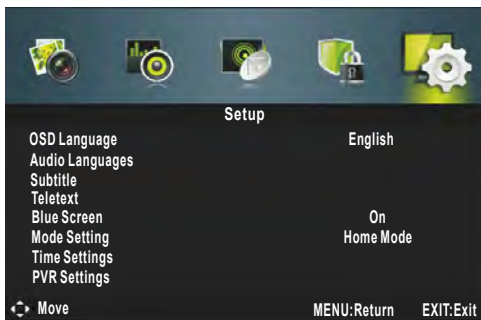 Setup
OSD Language English
Audio Languages
Subtitle
Teletext
Blue Screen On
Mode Setting Home Mode
Time Settings
PVR Settings
Move MENU:Return EXIT:Exit